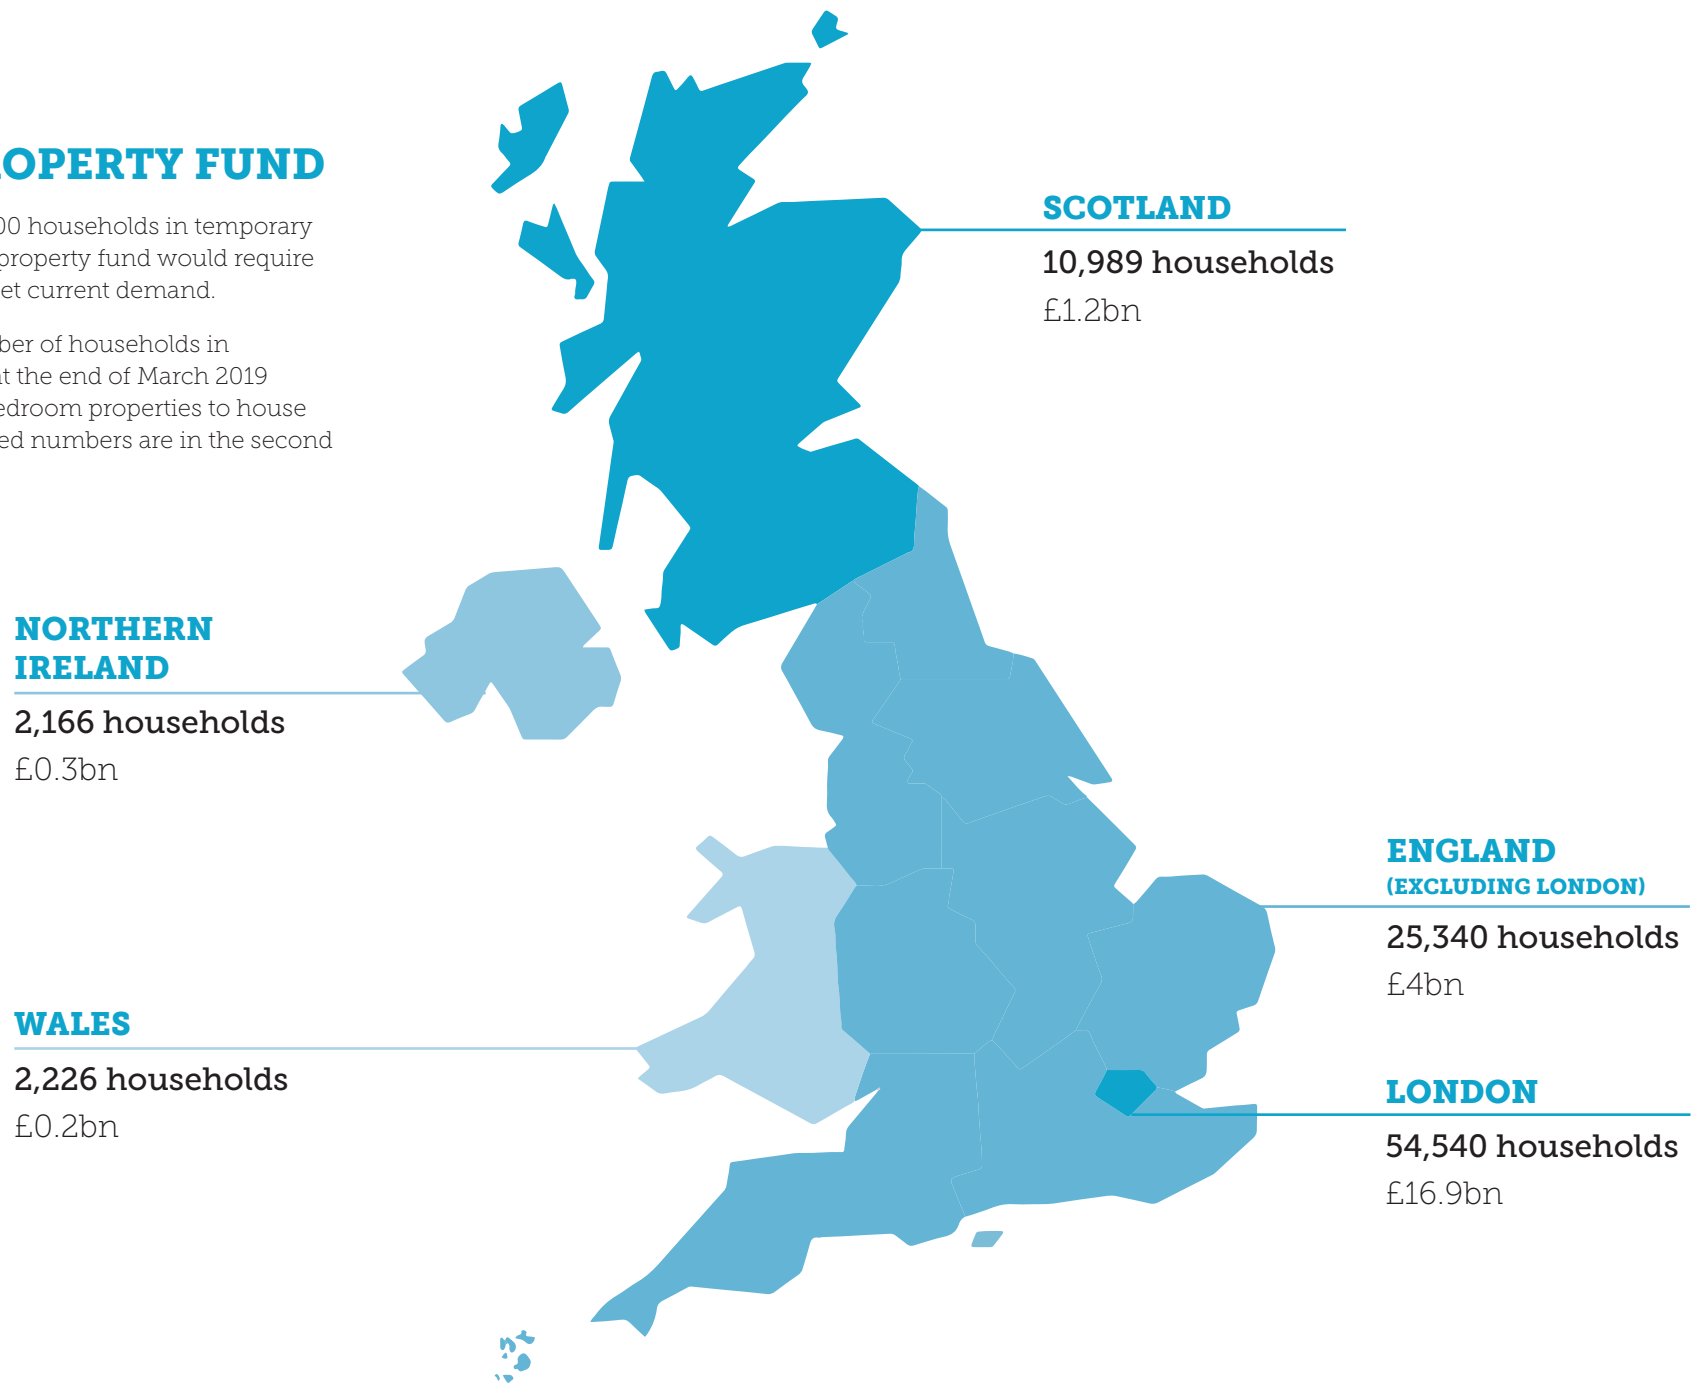 OPERTY FUND
00 households in temporary
property fund would require
et current demand.
ber of households in
at the end of March 2019
edroom properties to house
ed numbers are in the second
SCOTLAND
10,989 households
£1.2bn
NORTHERN
IRELAND
2,166 households
£0.3bn
ENGLAND
(EXCLUDING LONDON)
25,340 households
£4bn
WALES
2,226 households
£0.2bn
LONDON
54,540 households
£16.9bn